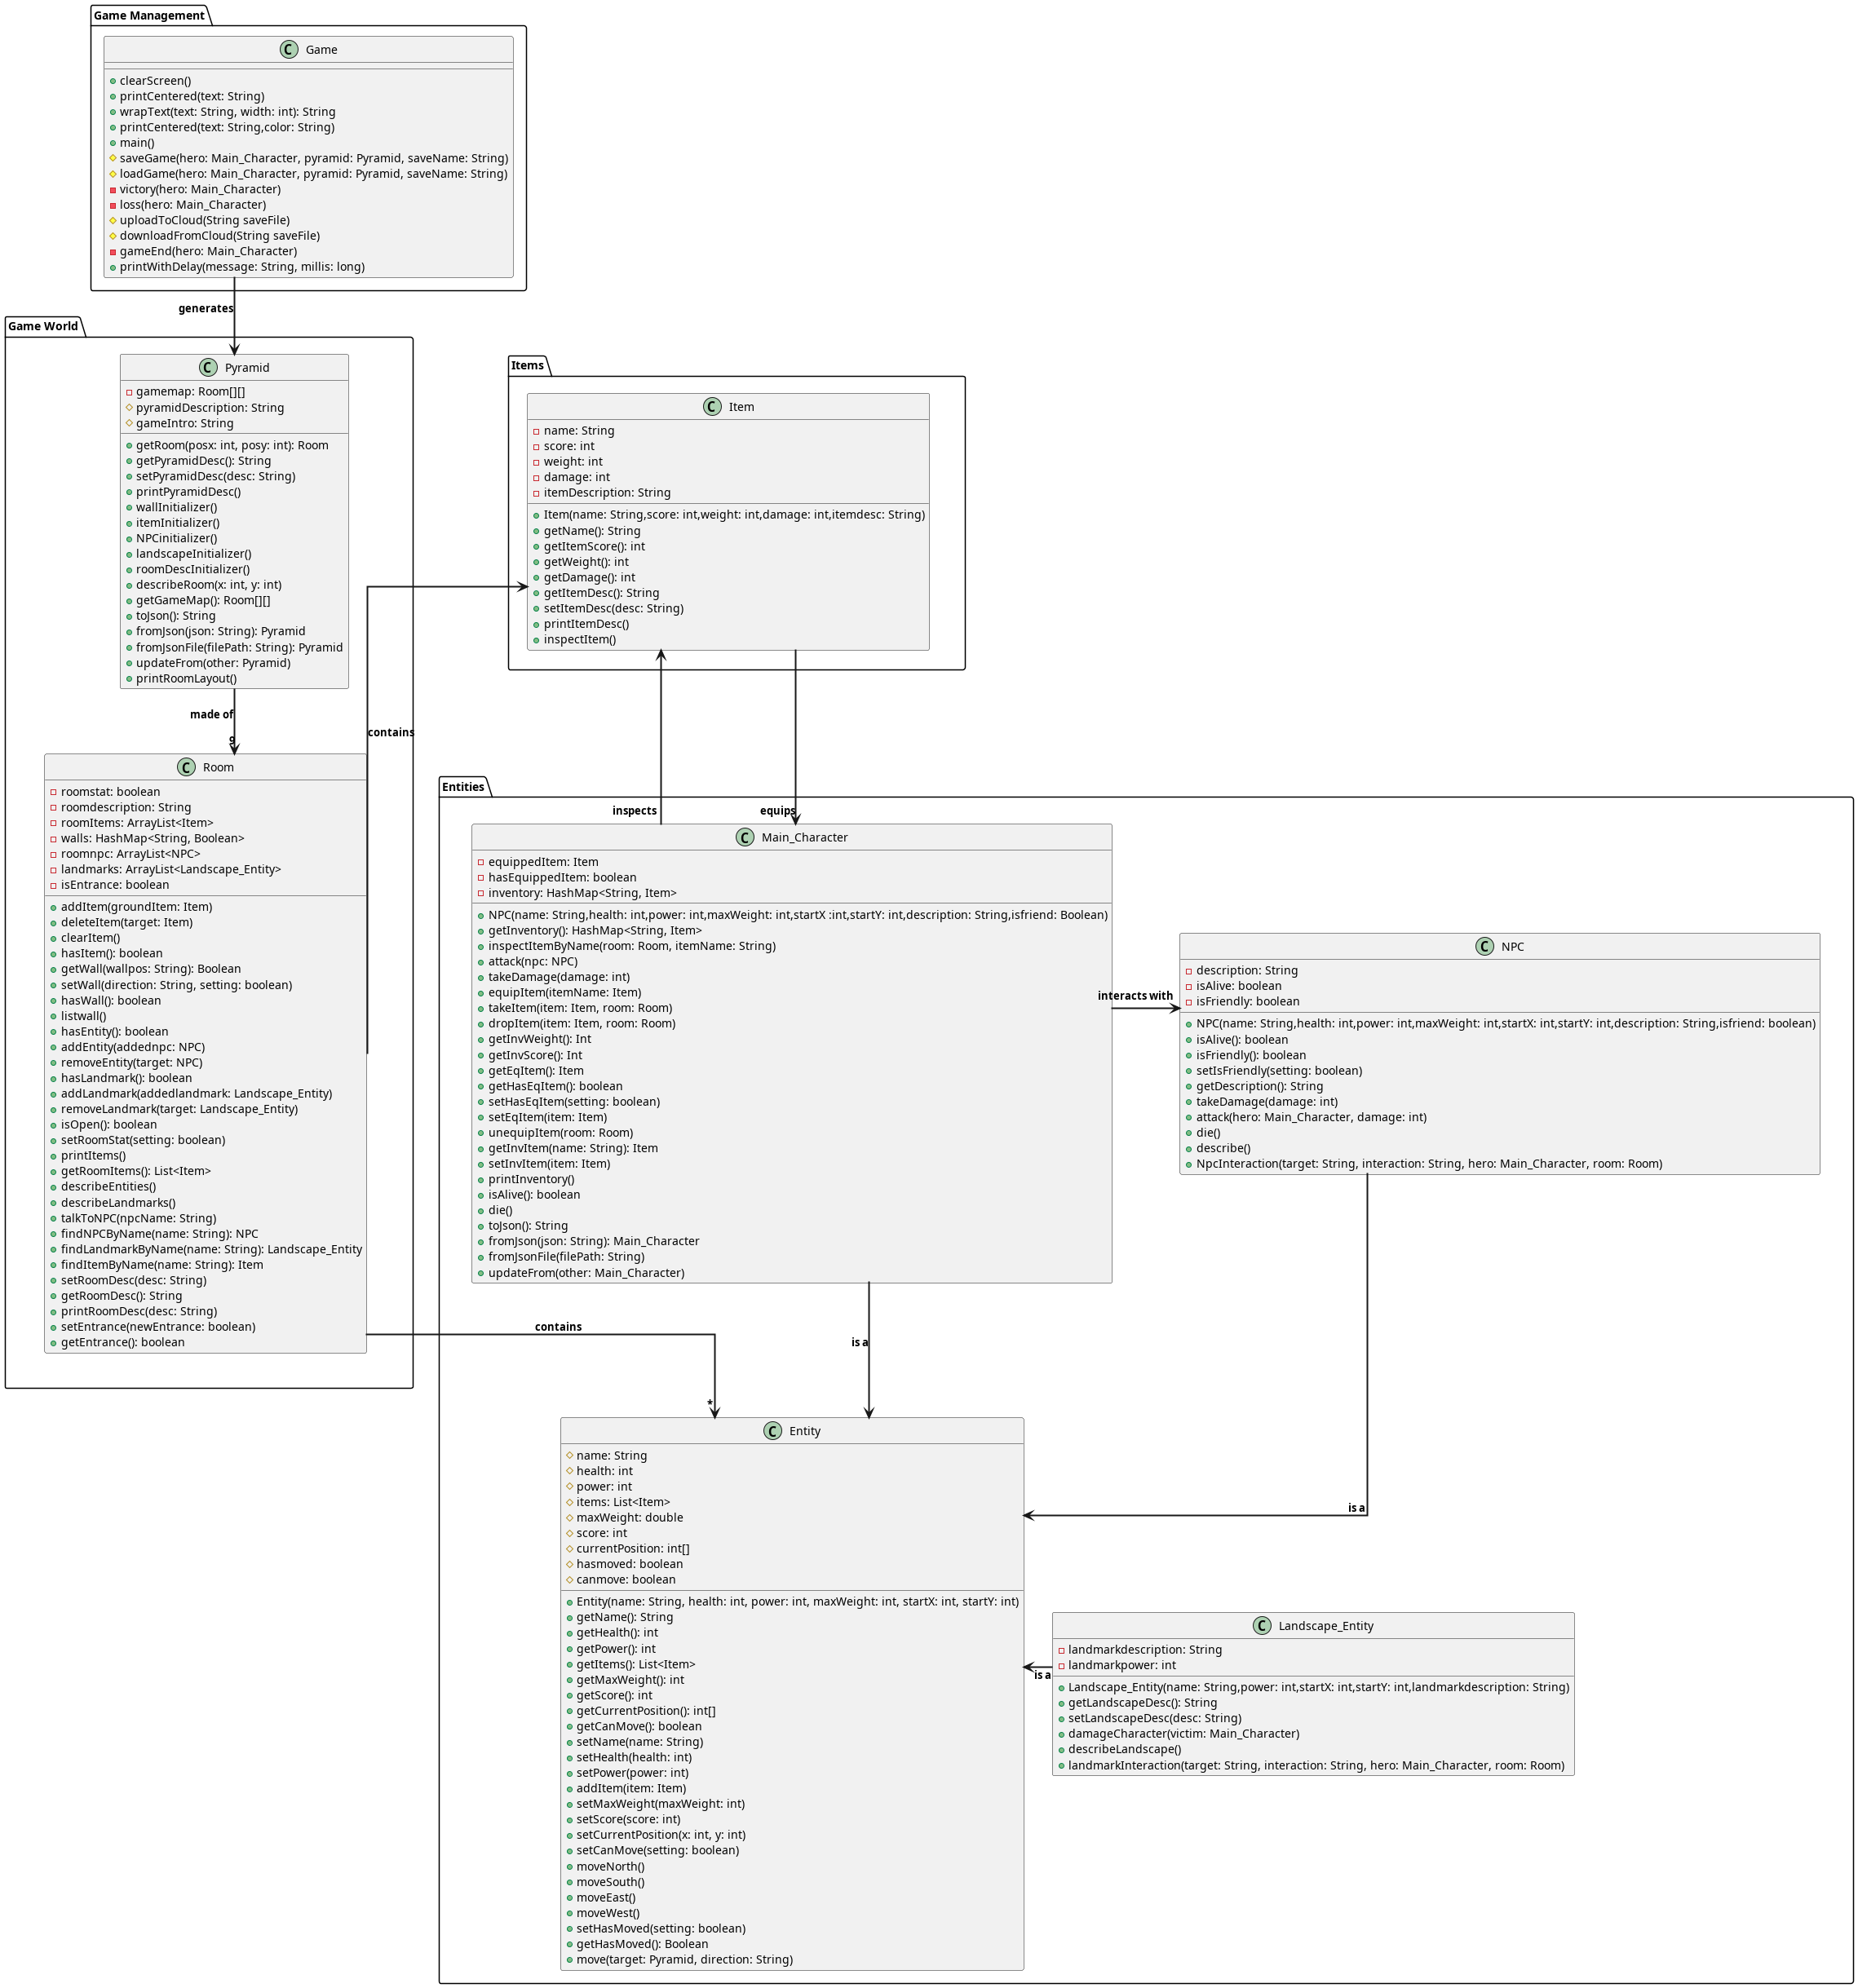 Game Management
Game
clearScreen()
printCentered(text: String)
wrapText(text: String, width: int): String
printCentered(text: String,color: String)
main()
saveGame(hero: Main_Character, pyramid: Pyramid, saveName: String)
loadGame(hero: Main_Character, pyramid: Pyramid, saveName: String)
victory(hero: Main_Character)
loss(hero: Main_Character)
uploadToCloud(String saveFile)
downloadFromCloud(String saveFile)
gameEnd(hero: Main_Character)
printWithDelay(message: String, millis: long)
generates
Game World
Pyramid
gamemap: Room[][]
pyramidDescription: String
gameIntro: String
getRoom(posx: int, posy: int): Room
getPyramidDesc(): String
setPyramidDesc(desc: String)
printPyramidDesc()
wallInitializer()
itemInitializer()
NPCinitializer()
landscapeInitializer()
roomDescInitializer()
describeRoom(x: int, y: int)
getGameMap(): Room[][]
toJson(): String
fromJson(json: String): Pyramid
fromJsonFile(filePath: String): Pyramid
updateFrom(other: Pyramid)
printRoomLayout()
made of
9
contains
Room
roomstat: boolean
roomdescription: String
roomItems: ArrayList<Item>
walls: HashMap<String, Boolean>
roomnpc: ArrayList<NPC>
landmarks: ArrayList<Landscape_Entity>
isEntrance: boolean
addItem(groundItem: Item)
deleteItem(target: Item)
clearItem()
hasItem(): boolean
getWall(wallpos: String): Boolean
setWall(direction: String, setting: boolean)
hasWall(): boolean
listwall()
hasEntity(): boolean
addEntity(addednpc: NPC)
removeEntity(target: NPC)
hasLandmark(): boolean
addLandmark(addedlandmark: Landscape_Entity)
removeLandmark(target: Landscape_Entity)
isOpen(): boolean
setRoomStat(setting: boolean)
printItems()
getRoomItems(): List<Item>
describeEntities()
describeLandmarks()
talkToNPC(npcName: String)
findNPCByName(name: String): NPC
findLandmarkByName(name: String): Landscape_Entity
findItemByName(name: String): Item
setRoomDesc(desc: String)
getRoomDesc(): String
printRoomDesc(desc: String)
setEntrance(newEntrance: boolean)
getEntrance(): boolean
contains
*
Items
Item
name: String
score: int
weight: int
damage: int
itemDescription: String
Item(name: String,score: int,weight: int,damage: int,itemdesc: String)
getName(): String
getItemScore(): int
getWeight(): int
getDamage(): int
getItemDesc(): String
setItemDesc(desc: String)
printItemDesc()
inspectItem()
inspects
equips
Entities
Main_Character
equippedItem: Item
hasEquippedItem: boolean
inventory: HashMap<String, Item>
NPC(name: String,health: int,power: int,maxWeight: int,startX :int,startY: int,description: String,isfriend: Boolean)
getInventory(): HashMap<String, Item>
inspectItemByName(room: Room, itemName: String)
attack(npc: NPC)
takeDamage(damage: int)
equipItem(itemName: Item)
takeItem(item: Item, room: Room)
dropItem(item: Item, room: Room)
getInvWeight(): Int
getInvScore(): Int
getEqItem(): Item
getHasEqItem(): boolean
setHasEqItem(setting: boolean)
setEqItem(item: Item)
unequipItem(room: Room)
getInvItem(name: String): Item
setInvItem(item: Item)
printInventory()
isAlive(): boolean
die()
toJson(): String
fromJson(json: String): Main_Character
fromJsonFile(filePath: String)
updateFrom(other: Main_Character)
interacts with
NPC
description: String
isAlive: boolean
isFriendly: boolean
NPC(name: String,health: int,power: int,maxWeight: int,startX: int,startY: int,description: String,isfriend: boolean)
isAlive(): boolean
isFriendly(): boolean
setIsFriendly(setting: boolean)
getDescription(): String
takeDamage(damage: int)
attack(hero: Main_Character, damage: int)
die()
describe()
NpcInteraction(target: String, interaction: String, hero: Main_Character, room: Room)
is a
is a
Entity
name: String
health: int
power: int
items: List<Item>
maxWeight: double
score: int
currentPosition: int[]
hasmoved: boolean
canmove: boolean
Entity(name: String, health: int, power: int, maxWeight: int, startX: int, startY: int)
getName(): String
getHealth(): int
getPower(): int
getItems(): List<Item>
getMaxWeight(): int
getScore(): int
getCurrentPosition(): int[]
getCanMove(): boolean
setName(name: String)
setHealth(health: int)
setPower(power: int)
addItem(item: Item)
setMaxWeight(maxWeight: int)
setScore(score: int)
setCurrentPosition(x: int, y: int)
setCanMove(setting: boolean)
moveNorth()
moveSouth()
moveEast()
moveWest()
setHasMoved(setting: boolean)
getHasMoved(): Boolean
move(target: Pyramid, direction: String)
is a
Landscape_Entity
landmarkdescription: String
landmarkpower: int
Landscape_Entity(name: String,power: int,startX: int,startY: int,landmarkdescription: String)
getLandscapeDesc(): String
setLandscapeDesc(desc: String)
damageCharacter(victim: Main_Character)
describeLandscape()
landmarkInteraction(target: String, interaction: String, hero: Main_Character, room: Room)